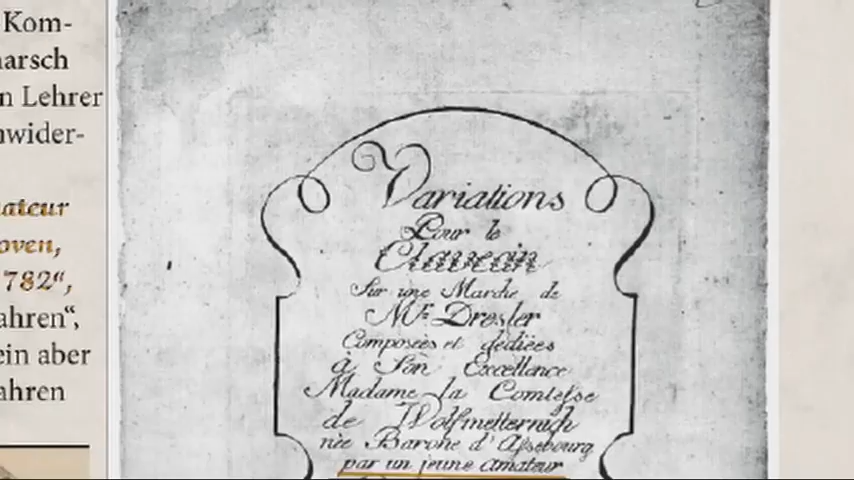 Kom-
arsch
n Lehrer
nwider-
ateur
oven,
782“,
ahren“,
ein aber
ahren
Variations
Pour le
Clavecin
Sur une Marche de
Mr. Dresler
Composées et dediées
à Son Excellence
Madame la Comtesse
de Wolfmetternich
née Barone d'Assebourg
par un jeune amateur